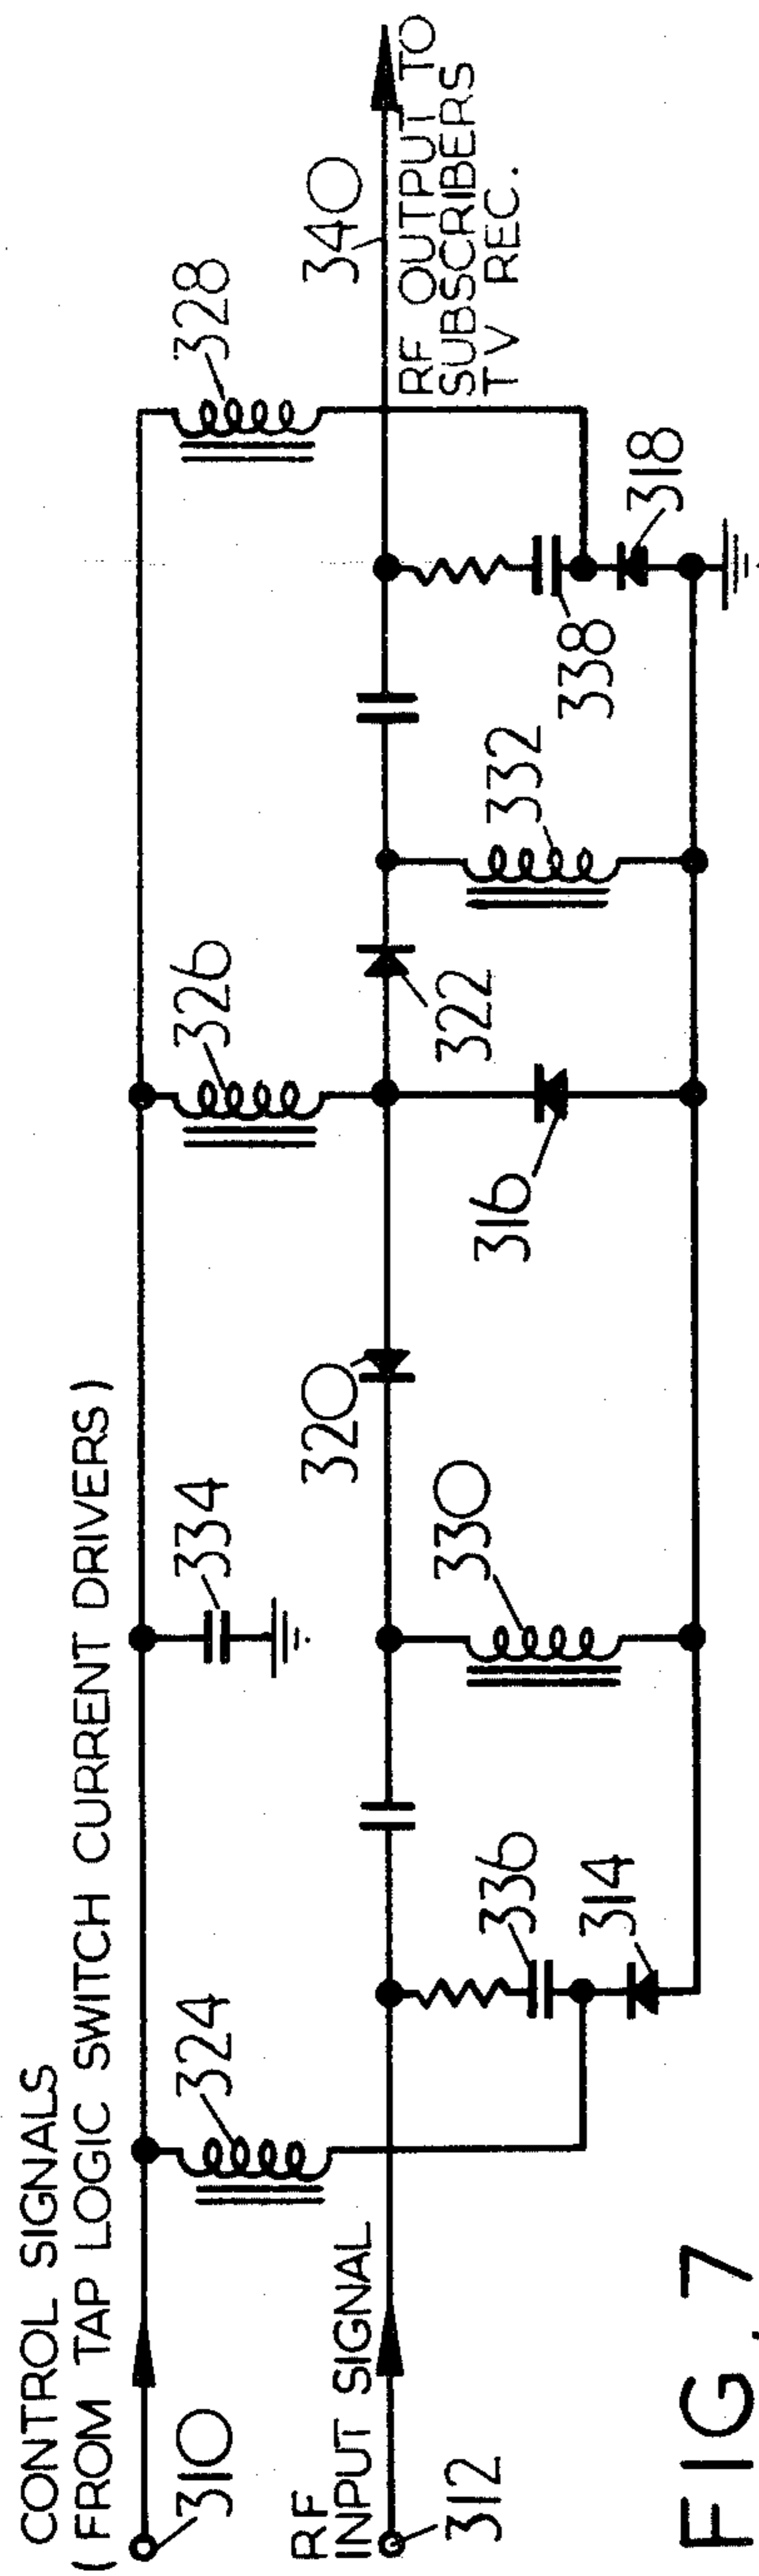 CONTROL SIGNALS
(FROM TAP LOGIC SWITCH CURRENT DRIVERS)
310
324
334
326
328
RF
INPUT SIGNAL
312
320
340
RF OUTPUT TO
SUBSCRIBERS
TV REC.
336
314
330
316
322
332
338
318
FIG. 7